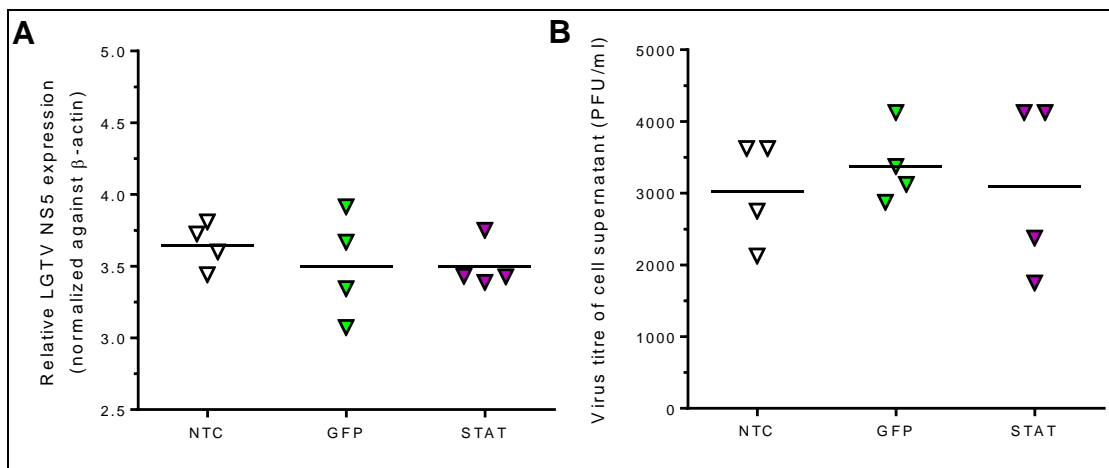 A
Relative LGTV NS5 expression
(normalized against β-actin)
5.0
4.5
4.0
3.5
3.0
2.5
NTC GFP STAT
B
Virus titre of cell supernatant (PFU/ml)
5000
4000
3000
2000
1000
0
NTC GFP STAT